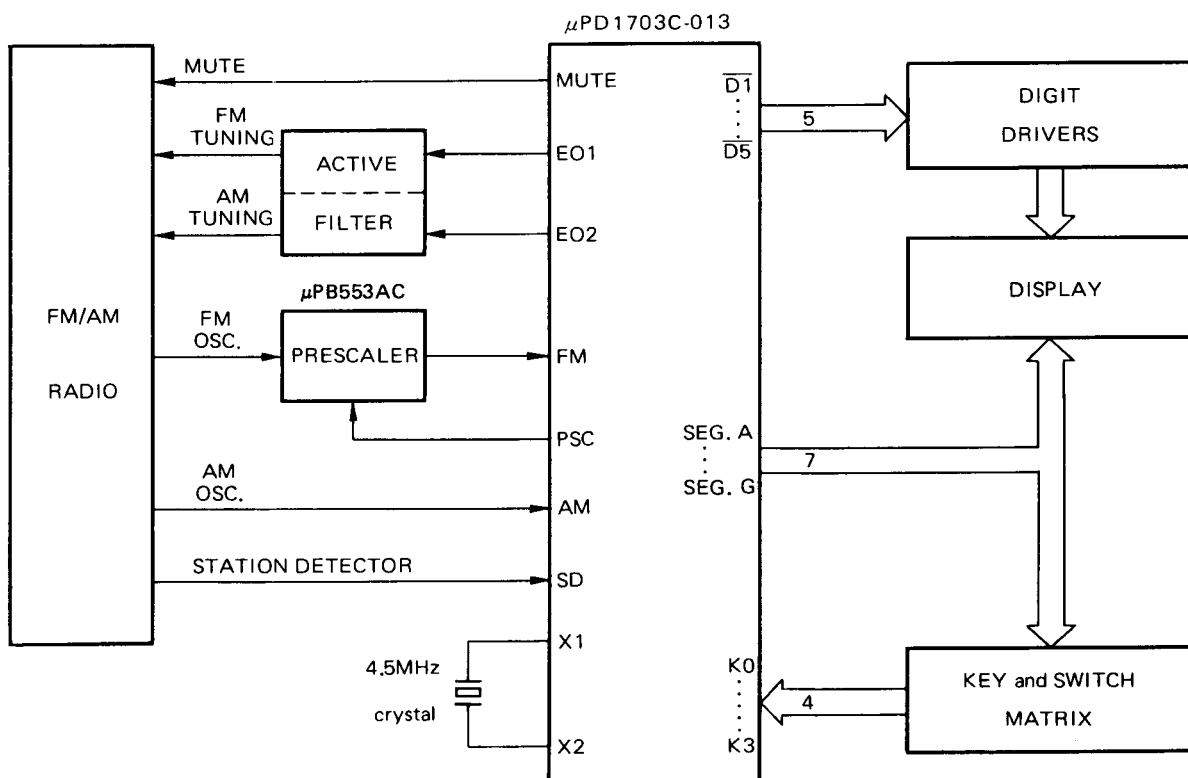 μPD1703C-013
MUTE
FM
TUNING
AM
TUNING
ACTIVE
FILTER
μPB553AC
PRESCALER
FM/AM
RADIO
FM
OSC.
AM
OSC.
STATION DETECTOR
4.5MHz
crystal
MUTE
EO1
EO2
FM
PSC
AM
SD
X1
X2
D1
D5
5
SEG. A
SEG. G
7
K0
K3
4
DIGIT
DRIVERS
DISPLAY
KEY and SWITCH
MATRIX